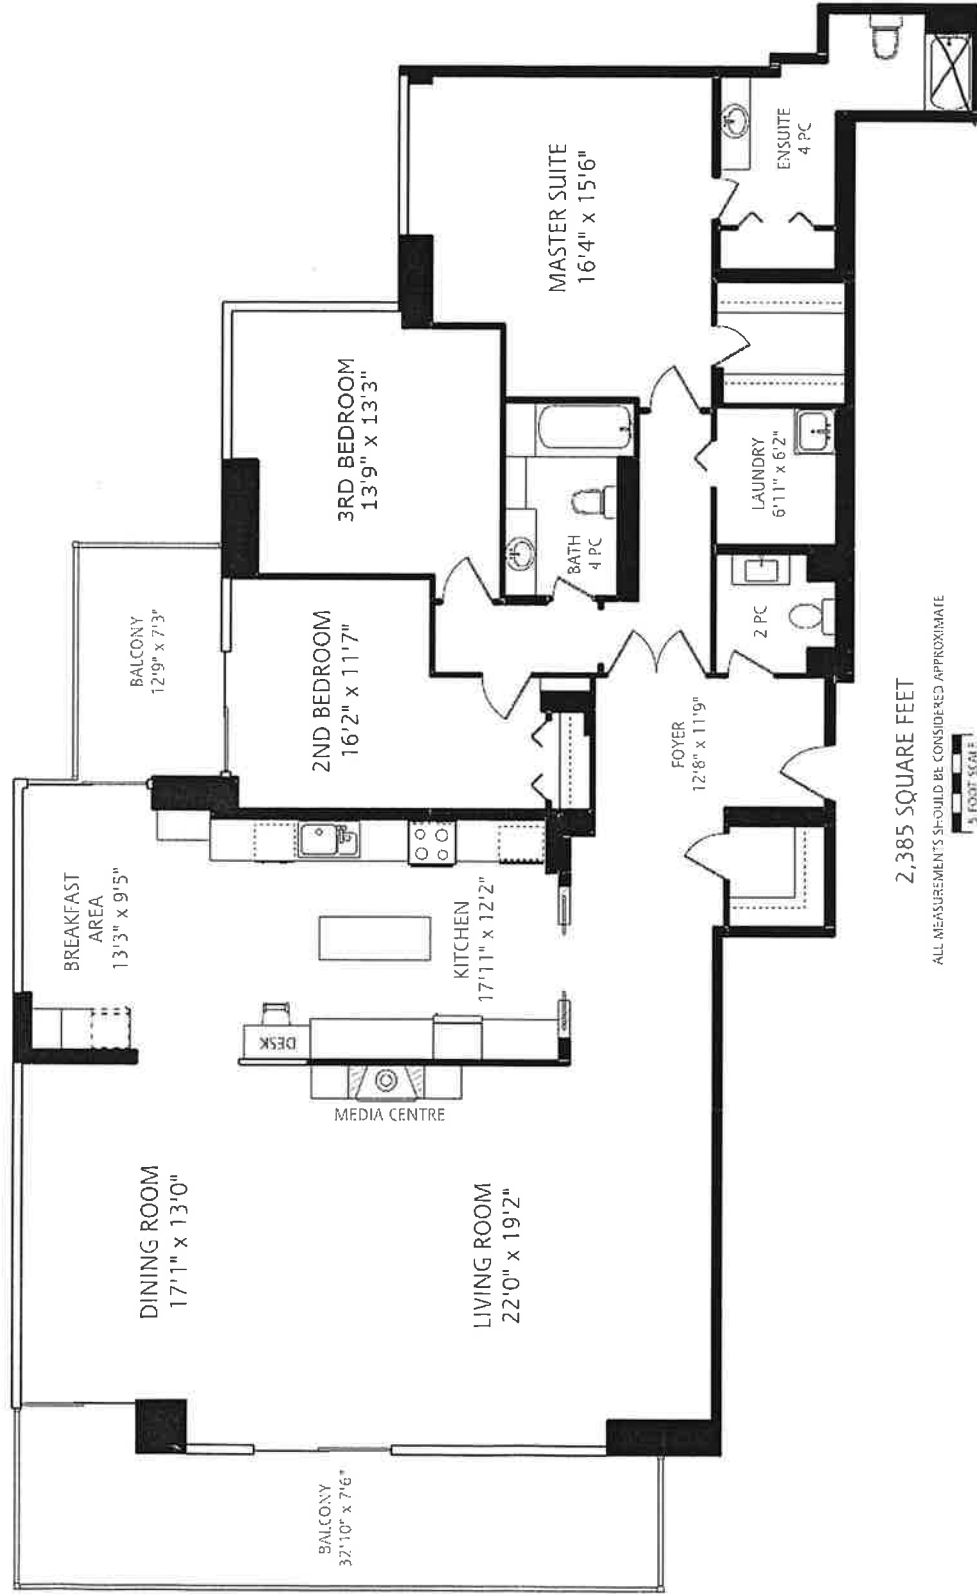 BALCONY
32'10" x 7'6"
DINING ROOM
17'1" x 13'0"
LIVING ROOM
22'0" x 19'2"
MEDIA CENTRE
DESK
BREAKFAST
AREA
13'3" x 9'5"
KITCHEN
17'11" x 12'2"
BALCONY
12'9" x 7'3"
2ND BEDROOM
16'2" x 11'7"
FOYER
12'8" x 11'9"
3RD BEDROOM
13'9" x 13'3"
BATH
4 PC
2 PC
LAUNDRY
6'11" x 6'2"
MASTER SUITE
16'4" x 15'6"
ENSUITE
4 PC
2,385 SQUARE FEET
ALL MEASUREMENTS SHOULD BE CONSIDERED APPROXIMATE
5 FOOT SCALE